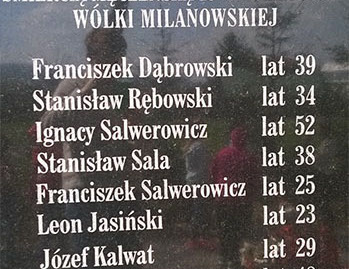 WÓLKI MILANOWSKIEJ
Franciszek Dąbrowski lat 39
Stanisław Rębowski lat 34
Ignacy Salwerowicz lat 52
Stanisław Sala lat 38
Franciszek Salwerowicz lat 25
Leon Jasiński lat 23
Józef Kalwat lat 29